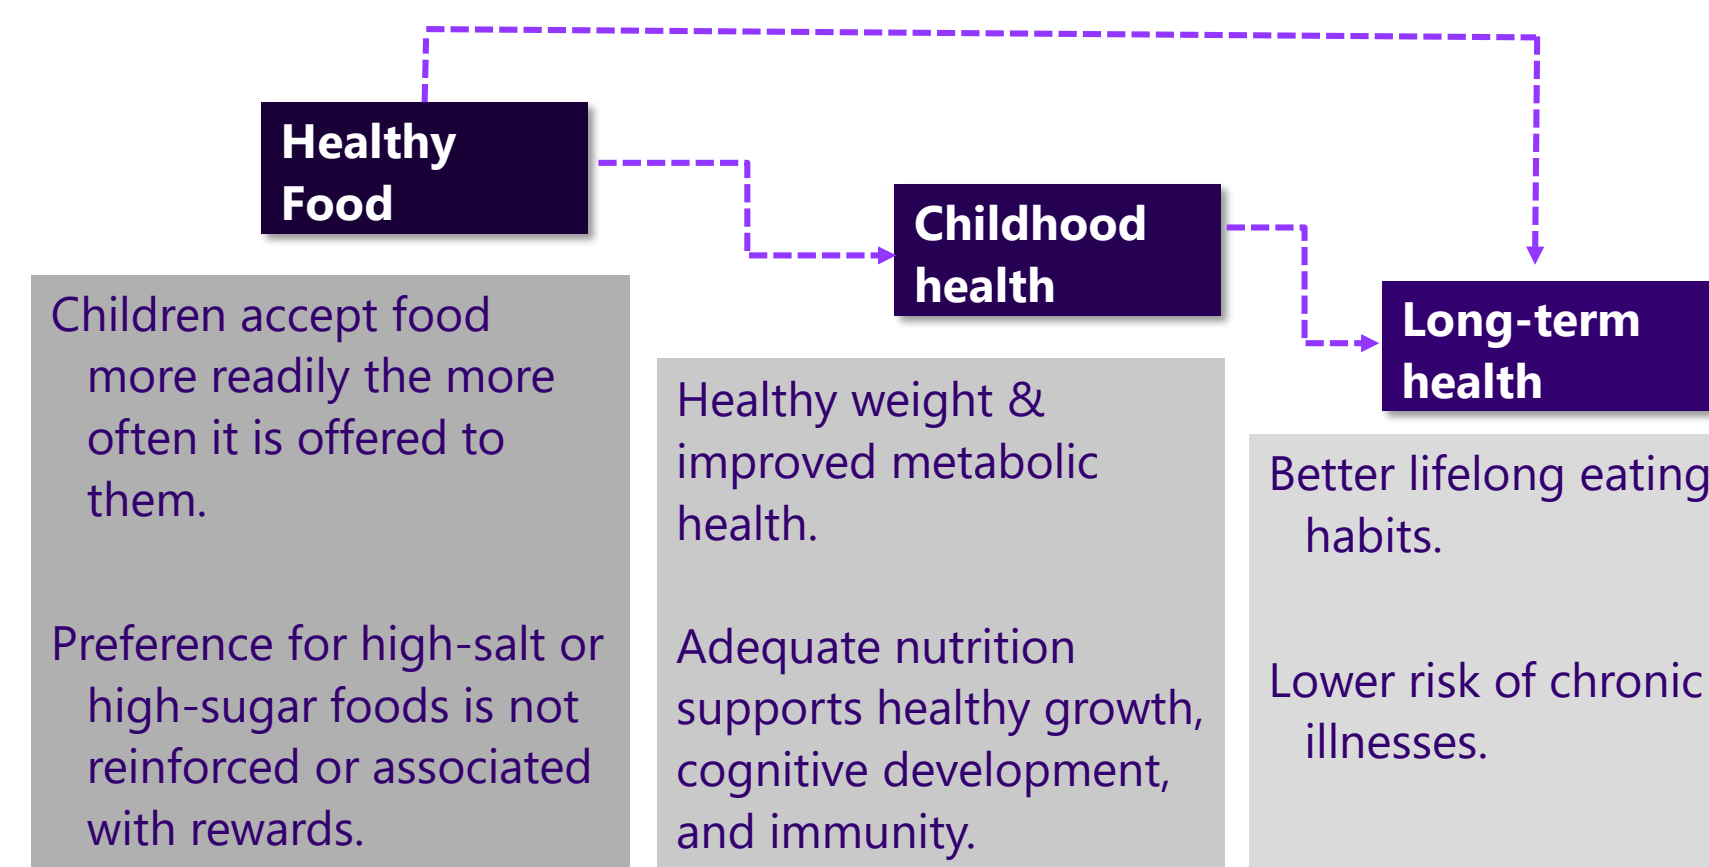 Healthy
Food
Childhood
health
Long-term
health
Children accept food
more readily the more
often it is offered to
them.
Preference for high-salt or
high-sugar foods is not
reinforced or associated
with rewards.
Healthy weight &
improved metabolic
health.
Adequate nutrition
supports healthy growth,
cognitive development,
and immunity.
Better lifelong eating
habits.
Lower risk of chronic
illnesses.